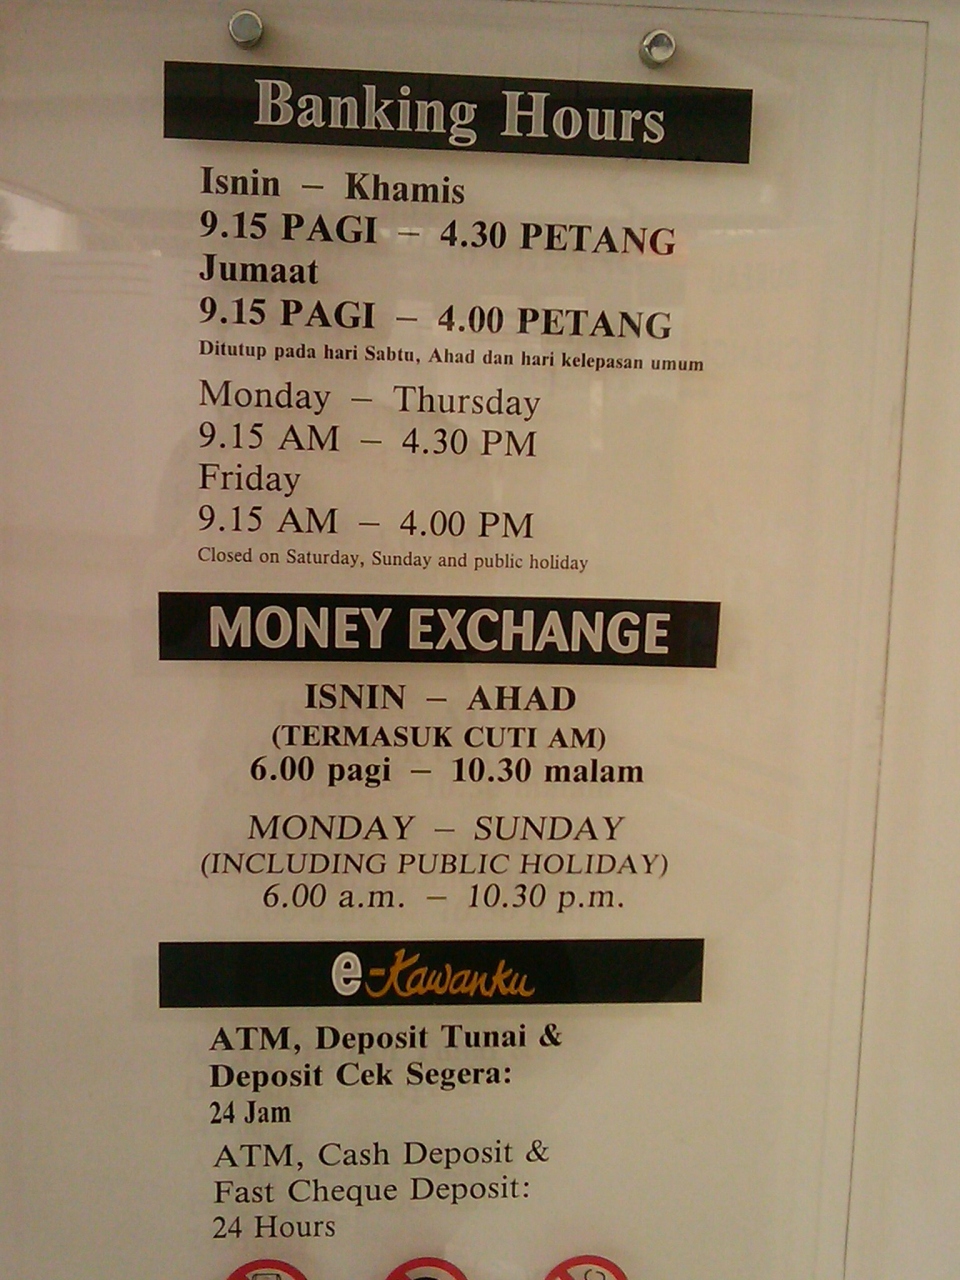 Banking Hours
Isnin – Khamis
9.15 PAGI – 4.30 PETANG
Jumaat
9.15 PAGI – 4.00 PETANG
Ditutup pada hari Sabtu, Ahad dan hari kelepasan umum
Monday – Thursday
9.15 AM – 4.30 PM
Friday
9.15 AM – 4.00 PM
Closed on Saturday, Sunday and public holiday
MONEY EXCHANGE
ISNIN – AHAD
(TERMASUK CUTI AM)
6.00 pagi – 10.30 malam
MONDAY – SUNDAY
(INCLUDING PUBLIC HOLIDAY)
6.00 a.m. – 10.30 p.m.
e-Kawanku
ATM, Deposit Tunai &
Deposit Cek Segera:
24 Jam
ATM, Cash Deposit &
Fast Cheque Deposit:
24 Hours